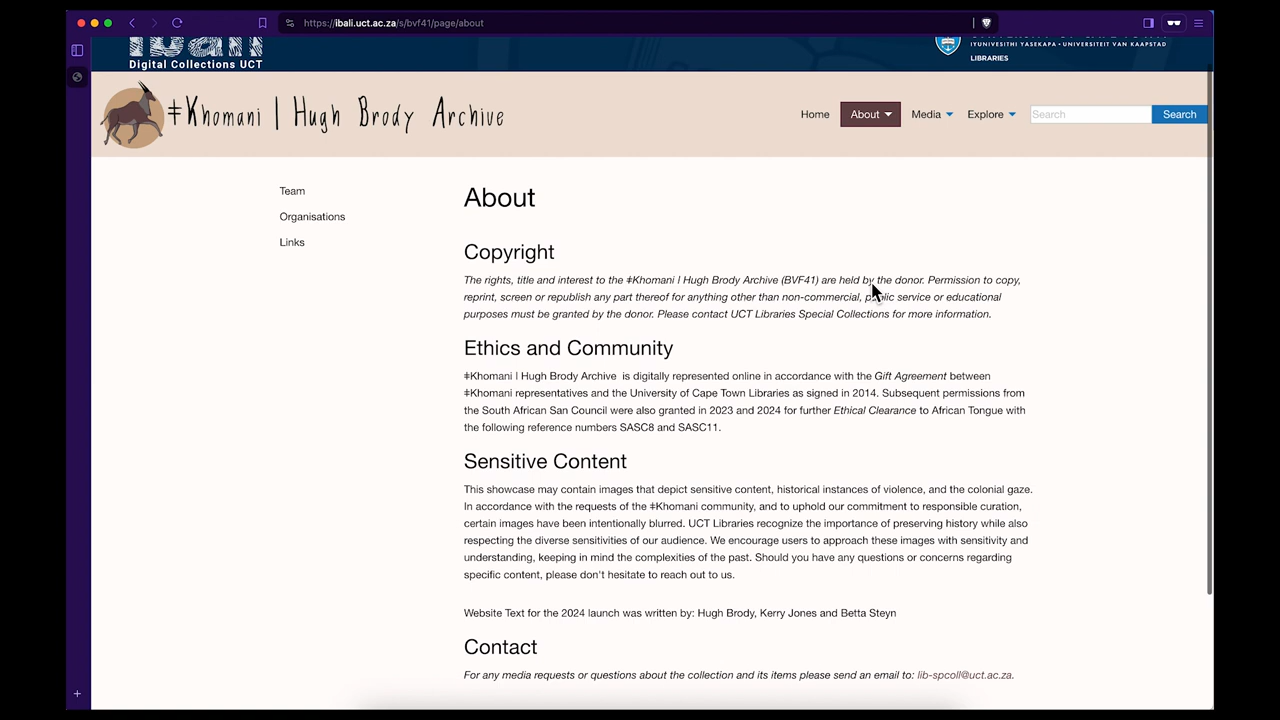 https://ibali.uct.ac.za/s/bvf41/page/about
Ibali
Digital Collections UCT
IYUNIVESITHI YASEKAPA • UNIVERSITEIT VAN KAAPSTAD
LIBRARIES
ǂKhomani | Hugh Brody Archive
Home
About
Media
Explore
Search
Search
Team
Organisations
Links
About
Copyright
The rights, title and interest to the ǂKhomani | Hugh Brody Archive (BVF41) are held by the donor. Permission to copy,
reprint, screen or republish any part thereof for anything other than non-commercial, public service or educational
purposes must be granted by the donor. Please contact UCT Libraries Special Collections for more information.
Ethics and Community
ǂKhomani | Hugh Brody Archive is digitally represented online in accordance with the Gift Agreement between
ǂKhomani representatives and the University of Cape Town Libraries as signed in 2014. Subsequent permissions from
the South African San Council were also granted in 2023 and 2024 for further Ethical Clearance to African Tongue with
the following reference numbers SASC8 and SASC11.
Sensitive Content
This showcase may contain images that depict sensitive content, historical instances of violence, and the colonial gaze.
In accordance with the requests of the ǂKhomani community, and to uphold our commitment to responsible curation,
certain images have been intentionally blurred. UCT Libraries recognize the importance of preserving history while also
respecting the diverse sensitivities of our audience. We encourage users to approach these images with sensitivity and
understanding, keeping in mind the complexities of the past. Should you have any questions or concerns regarding
specific content, please don't hesitate to reach out to us.
Website Text for the 2024 launch was written by: Hugh Brody, Kerry Jones and Betta Steyn
Contact
For any media requests or questions about the collection and its items please send an email to: lib-spcoll@uct.ac.za.